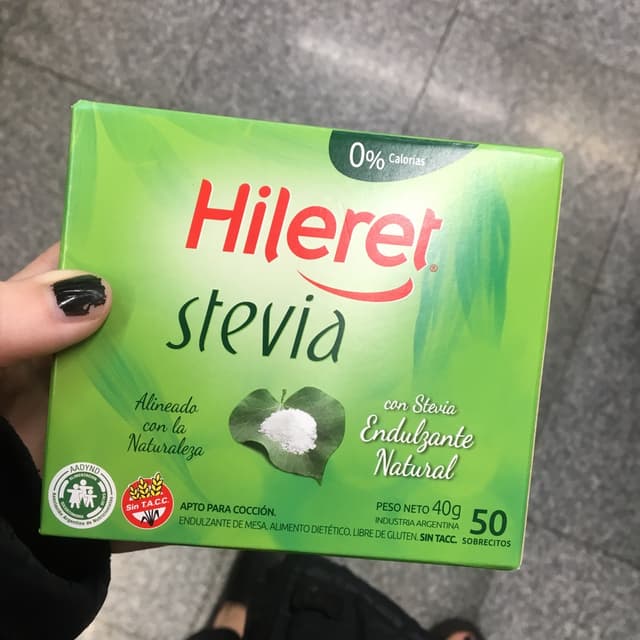 0% Calorías
Hileret®
stevia
Alineado
con la
Naturaleza
con Stevia
Endulzante
Natural
AADYND
Sin T.A.C.C.
APTO PARA COCCIÓN.
ENDULZANTE DE MESA. ALIMENTO DIETÉTICO. LIBRE DE GLUTEN. SIN TACC.
PESO NETO 40g
INDUSTRIA ARGENTINA
50
SOBRECITOS